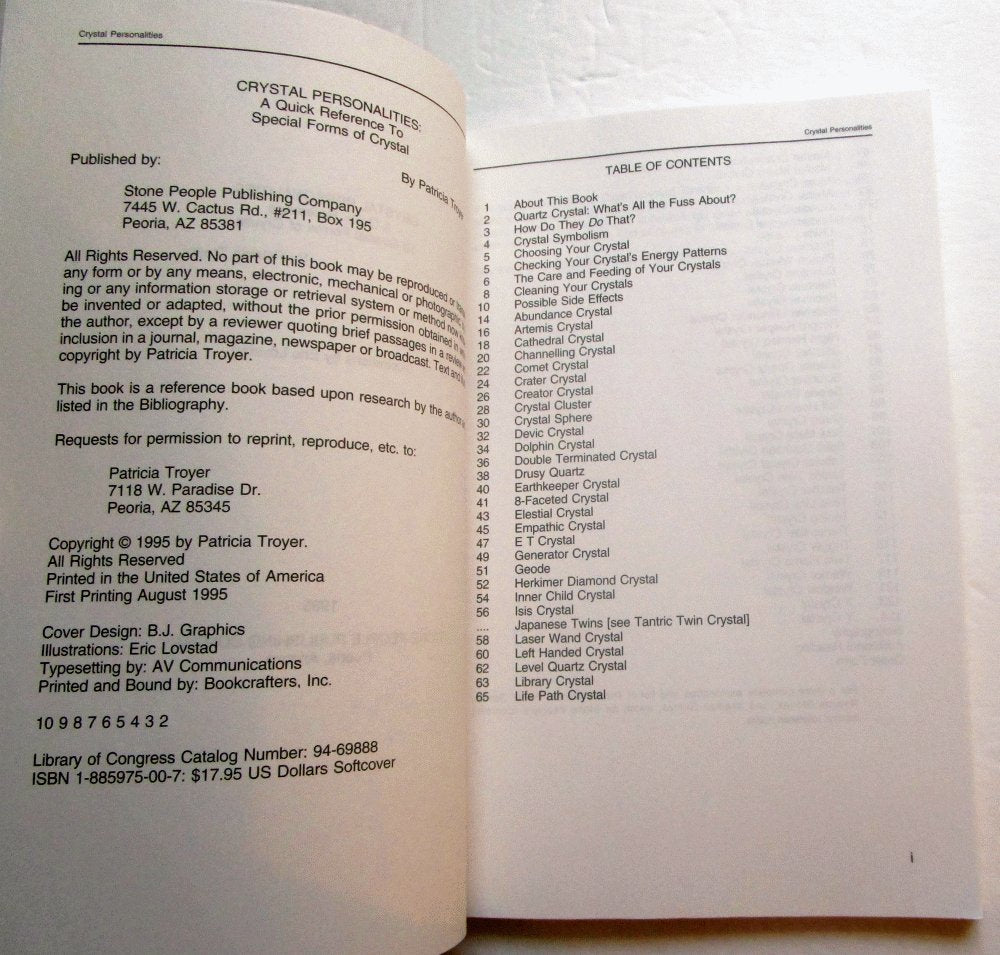 Crystal Personalities
CRYSTAL PERSONALITIES:
A Quick Reference To
Special Forms of Crystal
By Patricia Troyer
Published by:
Stone People Publishing Company
7445 W. Cactus Rd., #211, Box 195
Peoria, AZ 85381
All Rights Reserved. No part of this book may be reproduced or
any form or by any means, electronic, mechanical or photographic,
ing or any information storage or retrieval system or method now
be invented or adapted, without the prior permission obtained in
the author, except by a reviewer quoting brief passages in a review
inclusion in a journal, magazine, newspaper or broadcast. Text and
copyright by Patricia Troyer.
This book is a reference book based upon research by the author
listed in the Bibliography.
Requests for permission to reprint, reproduce, etc. to:
Patricia Troyer
7118 W. Paradise Dr.
Peoria, AZ 85345
Copyright © 1995 by Patricia Troyer.
All Rights Reserved
Printed in the United States of America
First Printing August 1995
Cover Design: B.J. Graphics
Illustrations: Eric Lovstad
Typesetting by: AV Communications
Printed and Bound by: Bookcrafters, Inc.
10 9 8 7 6 5 4 3 2
Library of Congress Catalog Number: 94-69888
ISBN 1-885975-00-7: $17.95 US Dollars Softcover
Crystal Personalities
TABLE OF CONTENTS
1 About This Book
2 Quartz Crystal: What's All the Fuss About?
3 How Do They Do That?
4 Crystal Symbolism
5 Choosing Your Crystal
5 Checking Your Crystal's Energy Patterns
6 The Care and Feeding of Your Crystals
8 Cleaning Your Crystals
10 Possible Side Effects
14 Abundance Crystal
16 Artemis Crystal
18 Cathedral Crystal
20 Channelling Crystal
22 Comet Crystal
24 Crater Crystal
26 Creator Crystal
28 Crystal Cluster
30 Crystal Sphere
32 Devic Crystal
34 Dolphin Crystal
36 Double Terminated Crystal
38 Drusy Quartz
40 Earthkeeper Crystal
41 8-Faceted Crystal
43 Elestial Crystal
45 Empathic Crystal
47 E T Crystal
49 Generator Crystal
51 Geode
52 Herkimer Diamond Crystal
54 Inner Child Crystal
56 Isis Crystal
.... Japanese Twins [see Tantric Twin Crystal]
58 Laser Wand Crystal
60 Left Handed Crystal
62 Level Quartz Crystal
63 Library Crystal
65 Life Path Crystal
i